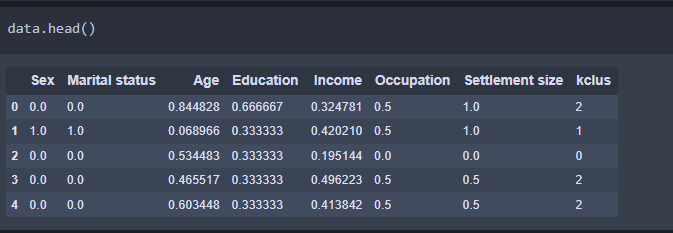 data.head()
Sex Marital status Age Education Income Occupation Settlement size kclus
0 0.0 0.0 0.844828 0.666667 0.324781 0.5 1.0 2
1 1.0 1.0 0.068966 0.333333 0.420210 0.5 1.0 1
2 0.0 0.0 0.534483 0.333333 0.195144 0.0 0.0 0
3 0.0 0.0 0.465517 0.333333 0.496223 0.5 0.5 2
4 0.0 0.0 0.603448 0.333333 0.413842 0.5 0.5 2